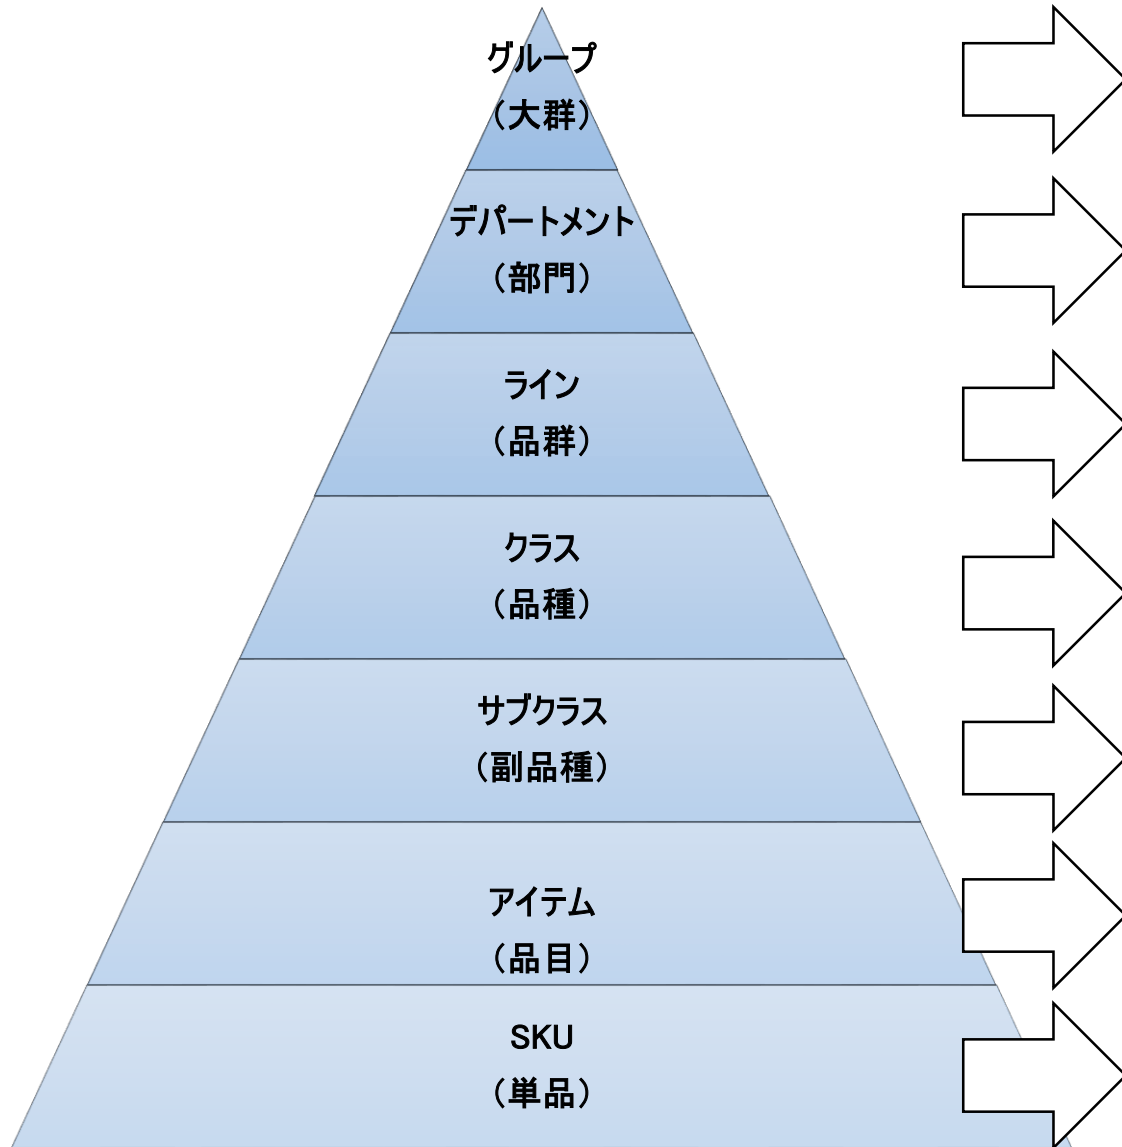 グループ
（大群）
デパートメント
（部門）
ライン
（品群）
クラス
（品種）
サブクラス
（副品種）
アイテム
（品目）
SKU
（単品）